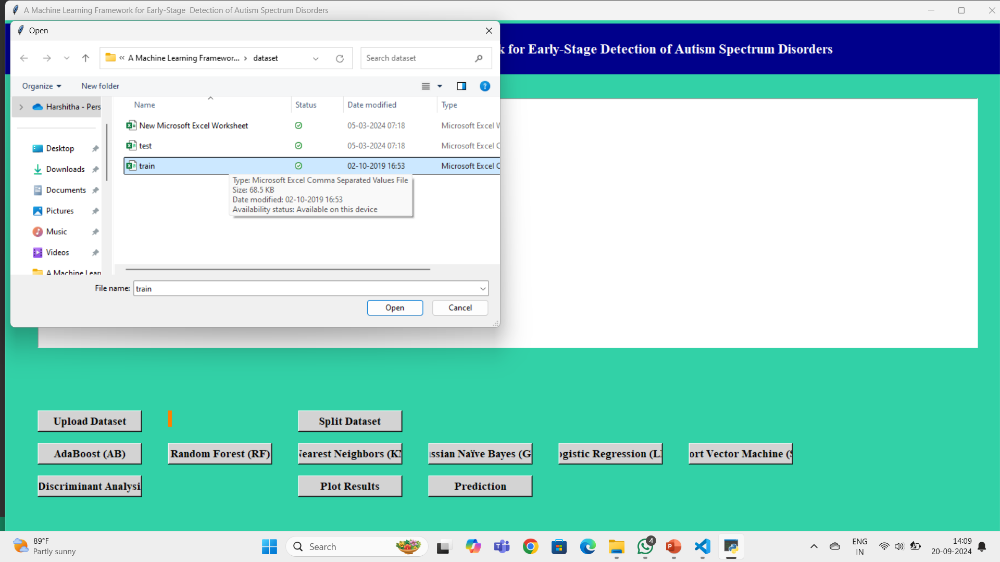 A Machine Learning Framework for Early-Stage  Detection of Autism Spectrum Disorders
Open
k for Early-Stage Detection of Autism Spectrum Disorders
« A Machine Learning Framewor... › dataset
Search dataset
Organize
New folder
Harshitha - Pers
Name
Status
Date modified
Type
New Microsoft Excel Worksheet
05-03-2024 07:18
Microsoft Excel W
test
05-03-2024 07:18
Microsoft Excel C
train
02-10-2019 16:53
Microsoft Excel C
Type: Microsoft Excel Comma Separated Values File
Size: 68.5 KB
Date modified: 02-10-2019 16:53
Availability status: Available on this device
Desktop
Downloads
Documents
Pictures
Music
Videos
A Machine Lear
File name:
train
Open
Cancel
Upload Dataset
Split Dataset
AdaBoost (AB)
Random Forest (RF)
Nearest Neighbors (KN
ussian Naïve Bayes (G
ogistic Regression (L
ort Vector Machine (S
Discriminant Analysi
Plot Results
Prediction
89°F
Partly sunny
Search
4
ENG
IN
14:09
20-09-2024